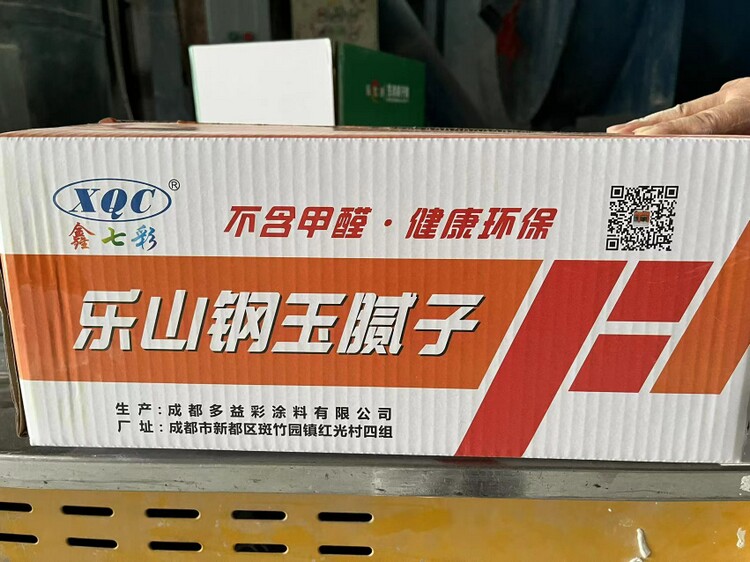 XQC®
鑫七彩
不含甲醛·健康环保
乐山钢玉腻子
生产:成都多益彩涂料有限公司
厂址:成都市新都区斑竹园镇红光村四组